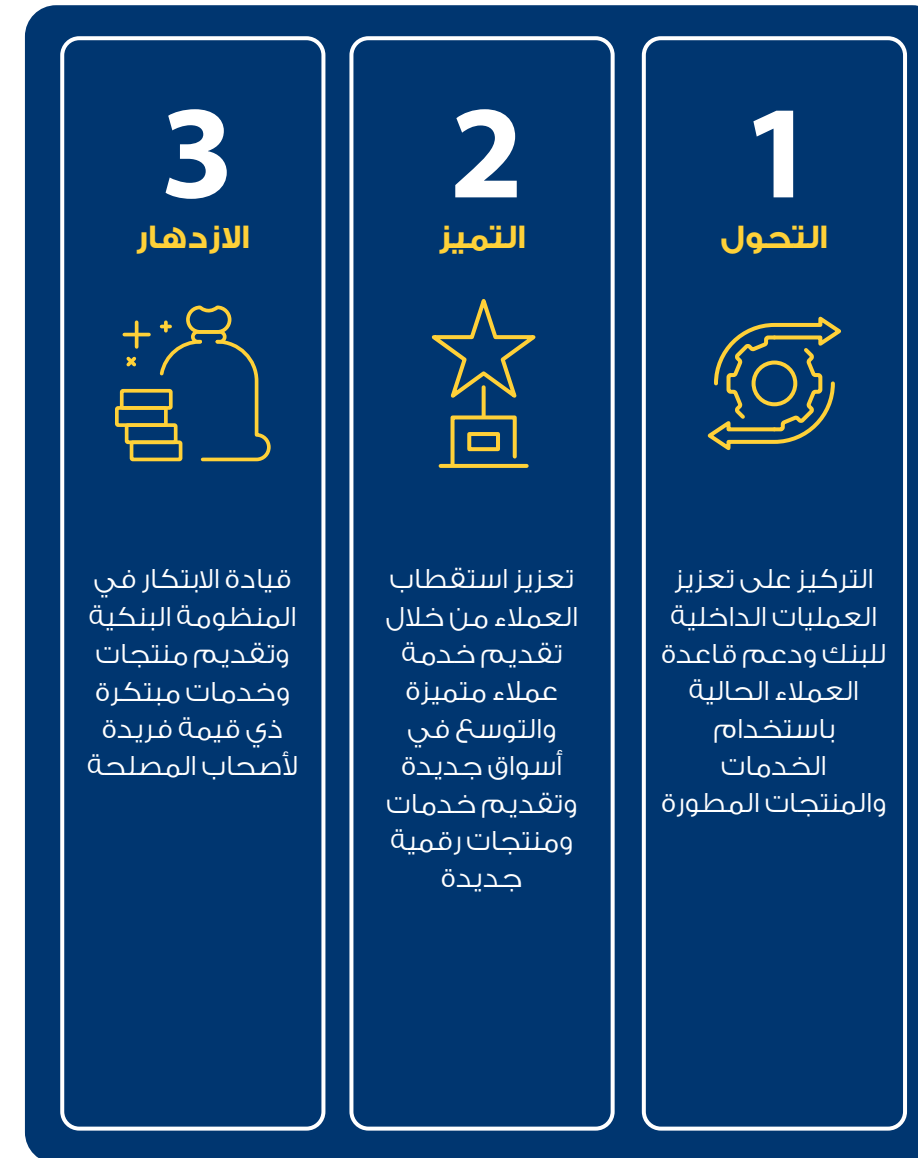 1
التحول
التركيز على تعزيز
العمليات الداخلية
للبنك ودعم قاعدة
العملاء الحالية
باستخدام
الخدمات
والمنتجات المطورة
2
التميز
تعزيز استقطاب
العملاء من خلال
تقديم خدمة
عملاء متميزة
والتوسع في
أسواق جديدة
وتقديم خدمات
ومنتجات رقمية
جديدة
3
الازدهار
قيادة الابتكار في
المنظومة البنكية
وتقديم منتجات
وخدمات مبتكرة
ذي قيمة فريدة
لأصحاب المصلحة